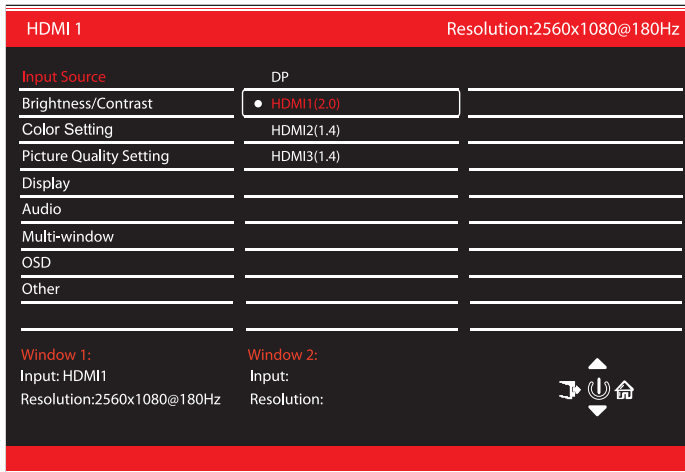 HDMI 1 Resolution:2560x1080@180Hz
Input Source DP
Brightness/Contrast HDMI1(2.0)
Color Setting HDMI2(1.4)
Picture Quality Setting HDMI3(1.4)
Display
Audio
Multi-window
OSD
Other
Window 1: Window 2:
Input: HDMI1 Input:
Resolution:2560x1080@180Hz Resolution: